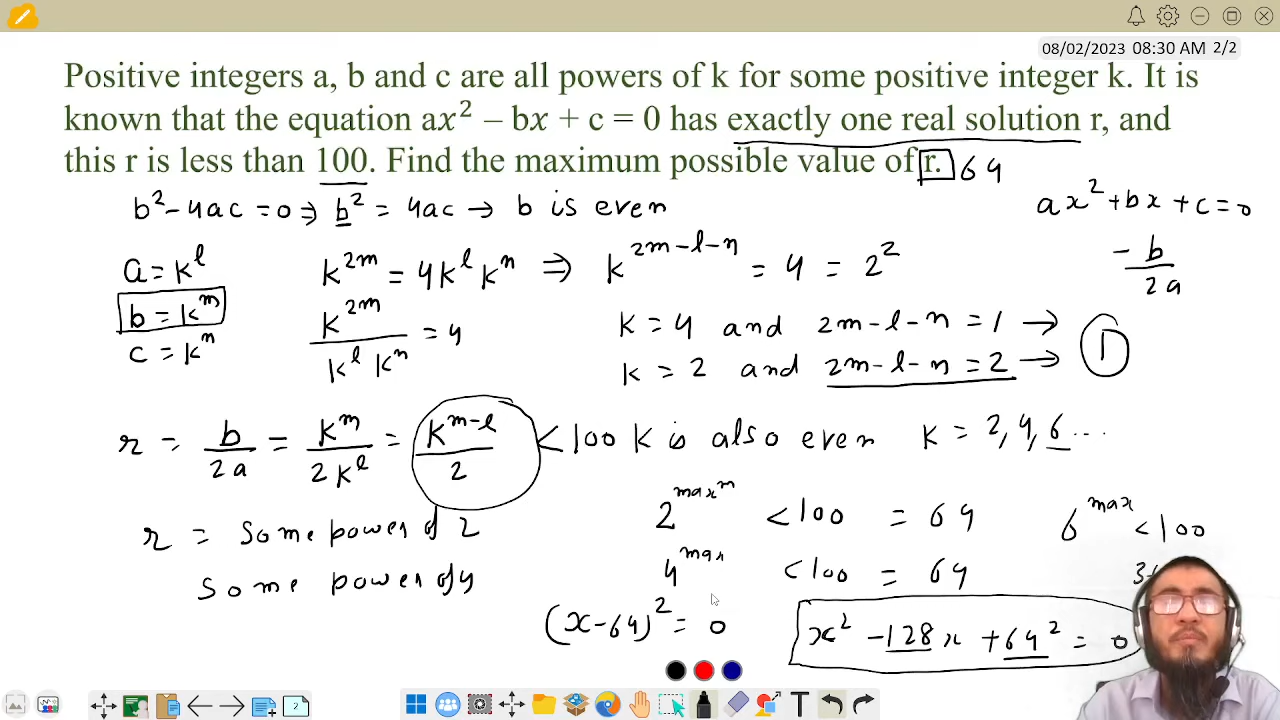 08/02/2023 08:30 AM 2/2
Positive integers a, b and c are all powers of k for some positive integer k. It is
known that the equation ax² – bx + c = 0 has exactly one real solution r, and
this r is less than 100. Find the maximum possible value of r. 64
b² - 4ac = 0 ⇒ b² = 4ac → b is even
ax² + bx + c = 0
- b / 2a
a = k^l
b = k^m
c = k^n
k^2m = 4k^l k^n ⇒ k^(2m-l-n) = 4 = 2²
k^2m / k^l k^n = 4
k = 4 and 2m-l-n = 1 →
k = 2 and 2m-l-n = 2 →
1
r = b / 2a = k^m / 2k^l = k^(m-l) / 2 < 100 k is also even k = 2, 4, 6 ...
r = Some power of 2
Some power of 4
2^max^m < 100 = 64
4^max < 100 = 64
6^max < 100
(x-64)² = 0
x² - 128x + 64² = 0
2